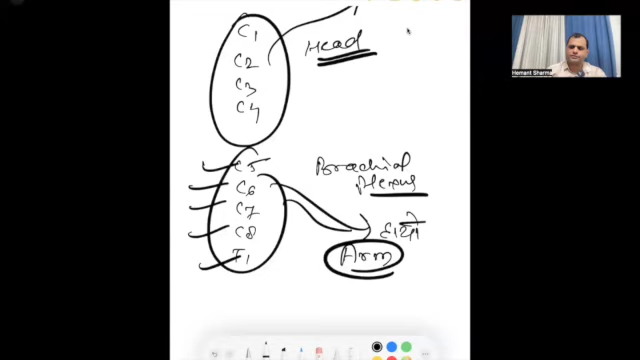 C1
C2
Head
C3
C4
C5
Brachial
C6
Plexus
C7
C8
हाथो
T1
Arm
Hemant Sharma